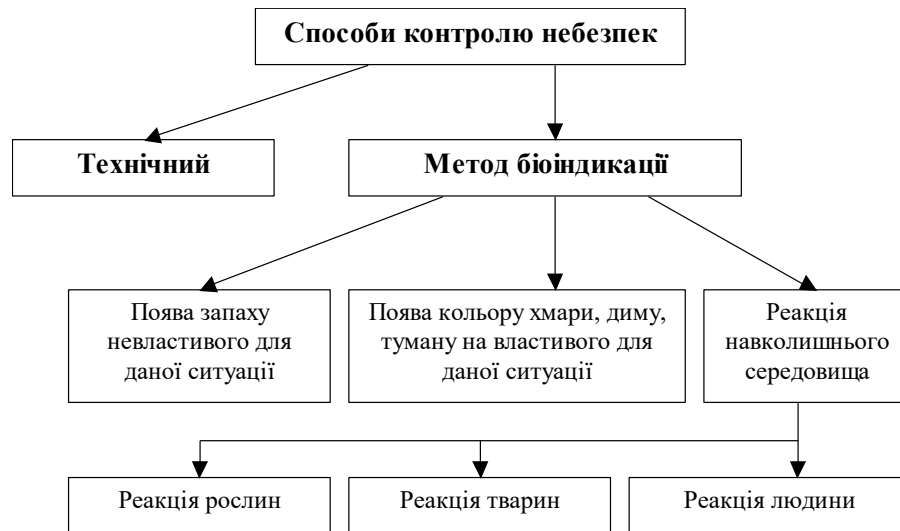 Способи контролю небезпек
Технічний
Метод біоіндикації
Поява запаху
невластивого для
даної ситуації
Поява кольору хмари, диму,
туману на властивого для
даної ситуації
Реакція
навколишнього
середовища
Реакція рослин
Реакція тварин
Реакція людини